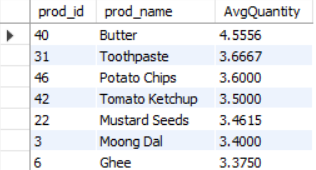 prod_id prod_name AvgQuantity
40 Butter 4.5556
31 Toothpaste 3.6667
46 Potato Chips 3.6000
42 Tomato Ketchup 3.5000
22 Mustard Seeds 3.4615
3 Moong Dal 3.4000
6 Ghee 3.3750